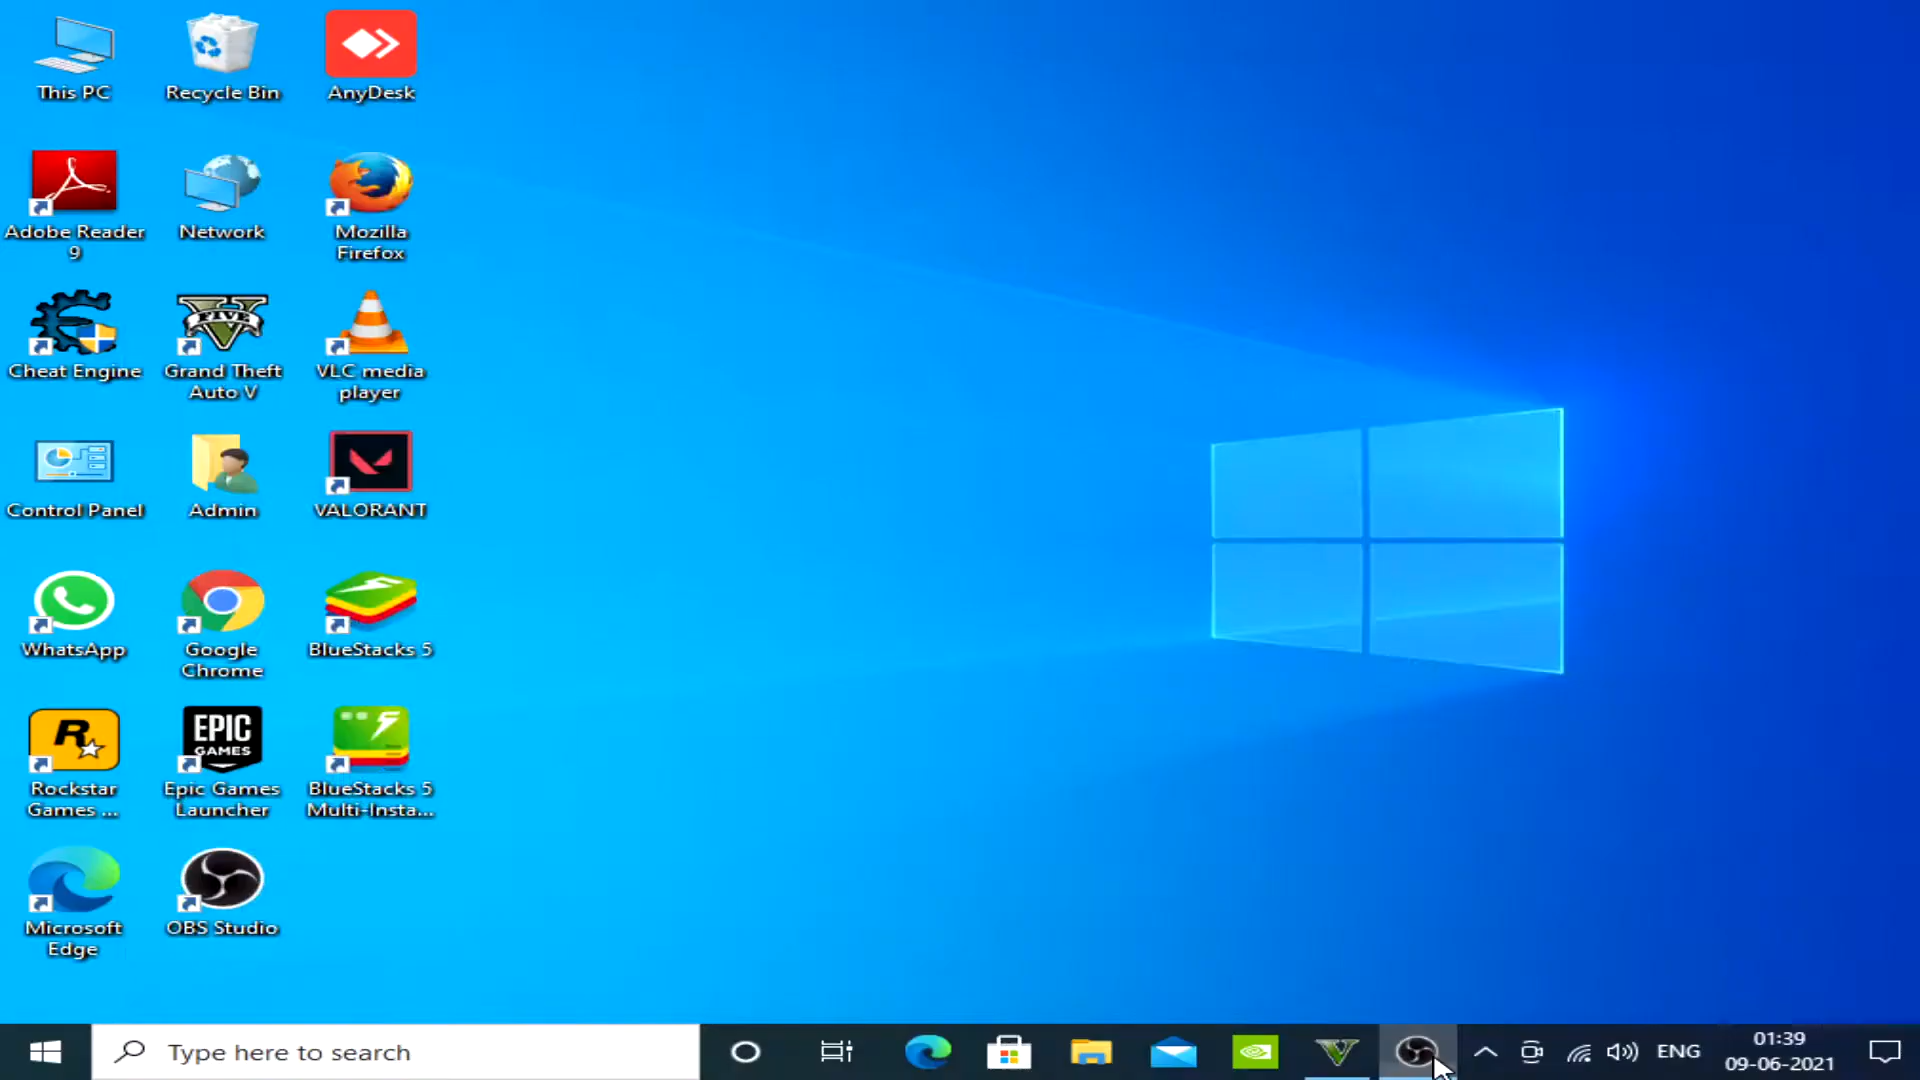 This PC
Recycle Bin
AnyDesk
Adobe Reader
9
Network
Mozilla
Firefox
Cheat Engine
FIVE
Grand Theft
Auto V
VLC media
player
Control Panel
Admin
VALORANT
WhatsApp
Google
Chrome
BlueStacks 5
R
Rockstar
Games ...
EPIC
GAMES
Epic Games
Launcher
BlueStacks 5
Multi-Insta...
Microsoft
Edge
OBS Studio
Type here to search
ENG
01:39
09-06-2021